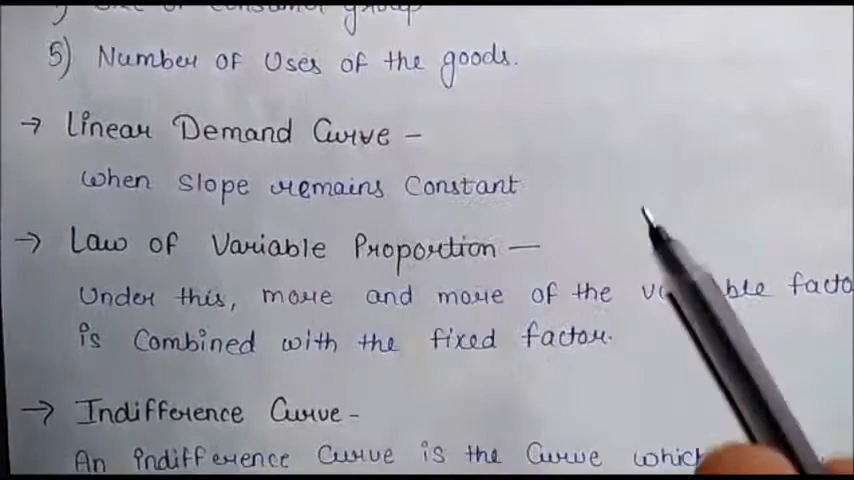 5) Number of Uses of the goods.
→ Linear Demand Curve –
When Slope remains Constant
→ Law of Variable Proportion —
Under this, more and more of the
is Combined with the fixed factor.
→ Indifference Curve –
An indifference Curve is the Curve